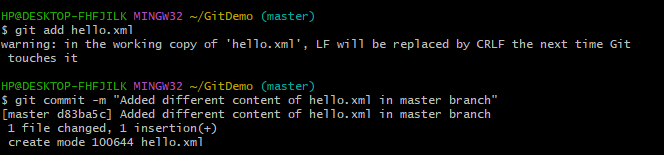 HP@DESKTOP-FHFJILK MINGW32 ~/GitDemo (master)
$ git add hello.xml
warning: in the working copy of 'hello.xml', LF will be replaced by CRLF the next time Git
 touches it
HP@DESKTOP-FHFJILK MINGW32 ~/GitDemo (master)
$ git commit -m "Added different content of hello.xml in master branch"
[master d83ba5c] Added different content of hello.xml in master branch
 1 file changed, 1 insertion(+)
 create mode 100644 hello.xml